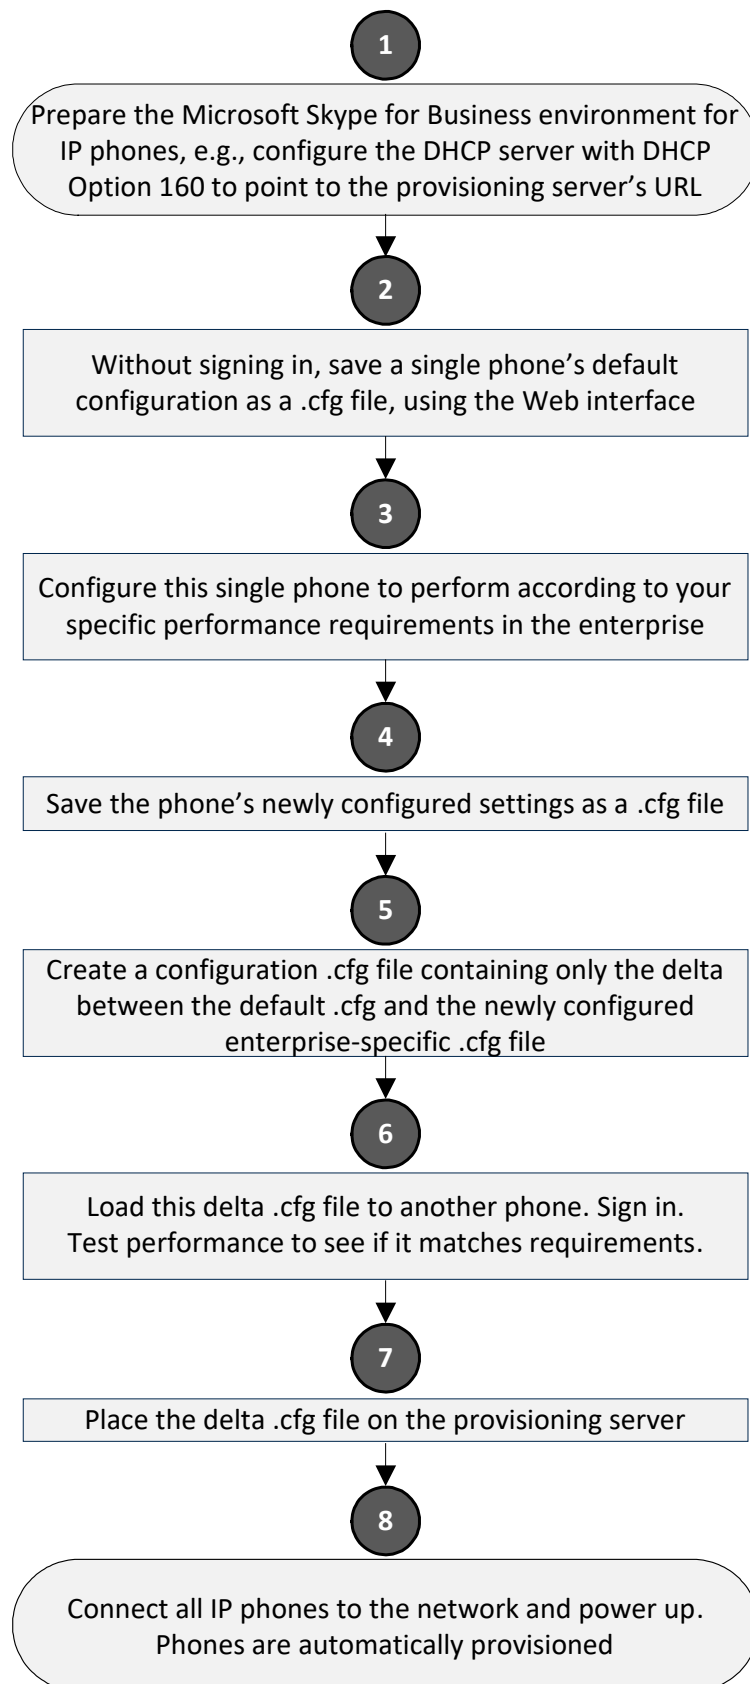 1
Prepare the Microsoft Skype for Business environment for
IP phones, e.g., configure the DHCP server with DHCP
Option 160 to point to the provisioning server’s URL
2
Without signing in, save a single phone’s default
configuration as a .cfg file, using the Web interface
3
Configure this single phone to perform according to your
specific performance requirements in the enterprise
4
Save the phone’s newly configured settings as a .cfg file
5
Create a configuration .cfg file containing only the delta
between the default .cfg and the newly configured
enterprise-specific .cfg file
6
Load this delta .cfg file to another phone. Sign in.
Test performance to see if it matches requirements.
7
Place the delta .cfg file on the provisioning server
8
Connect all IP phones to the network and power up.
Phones are automatically provisioned